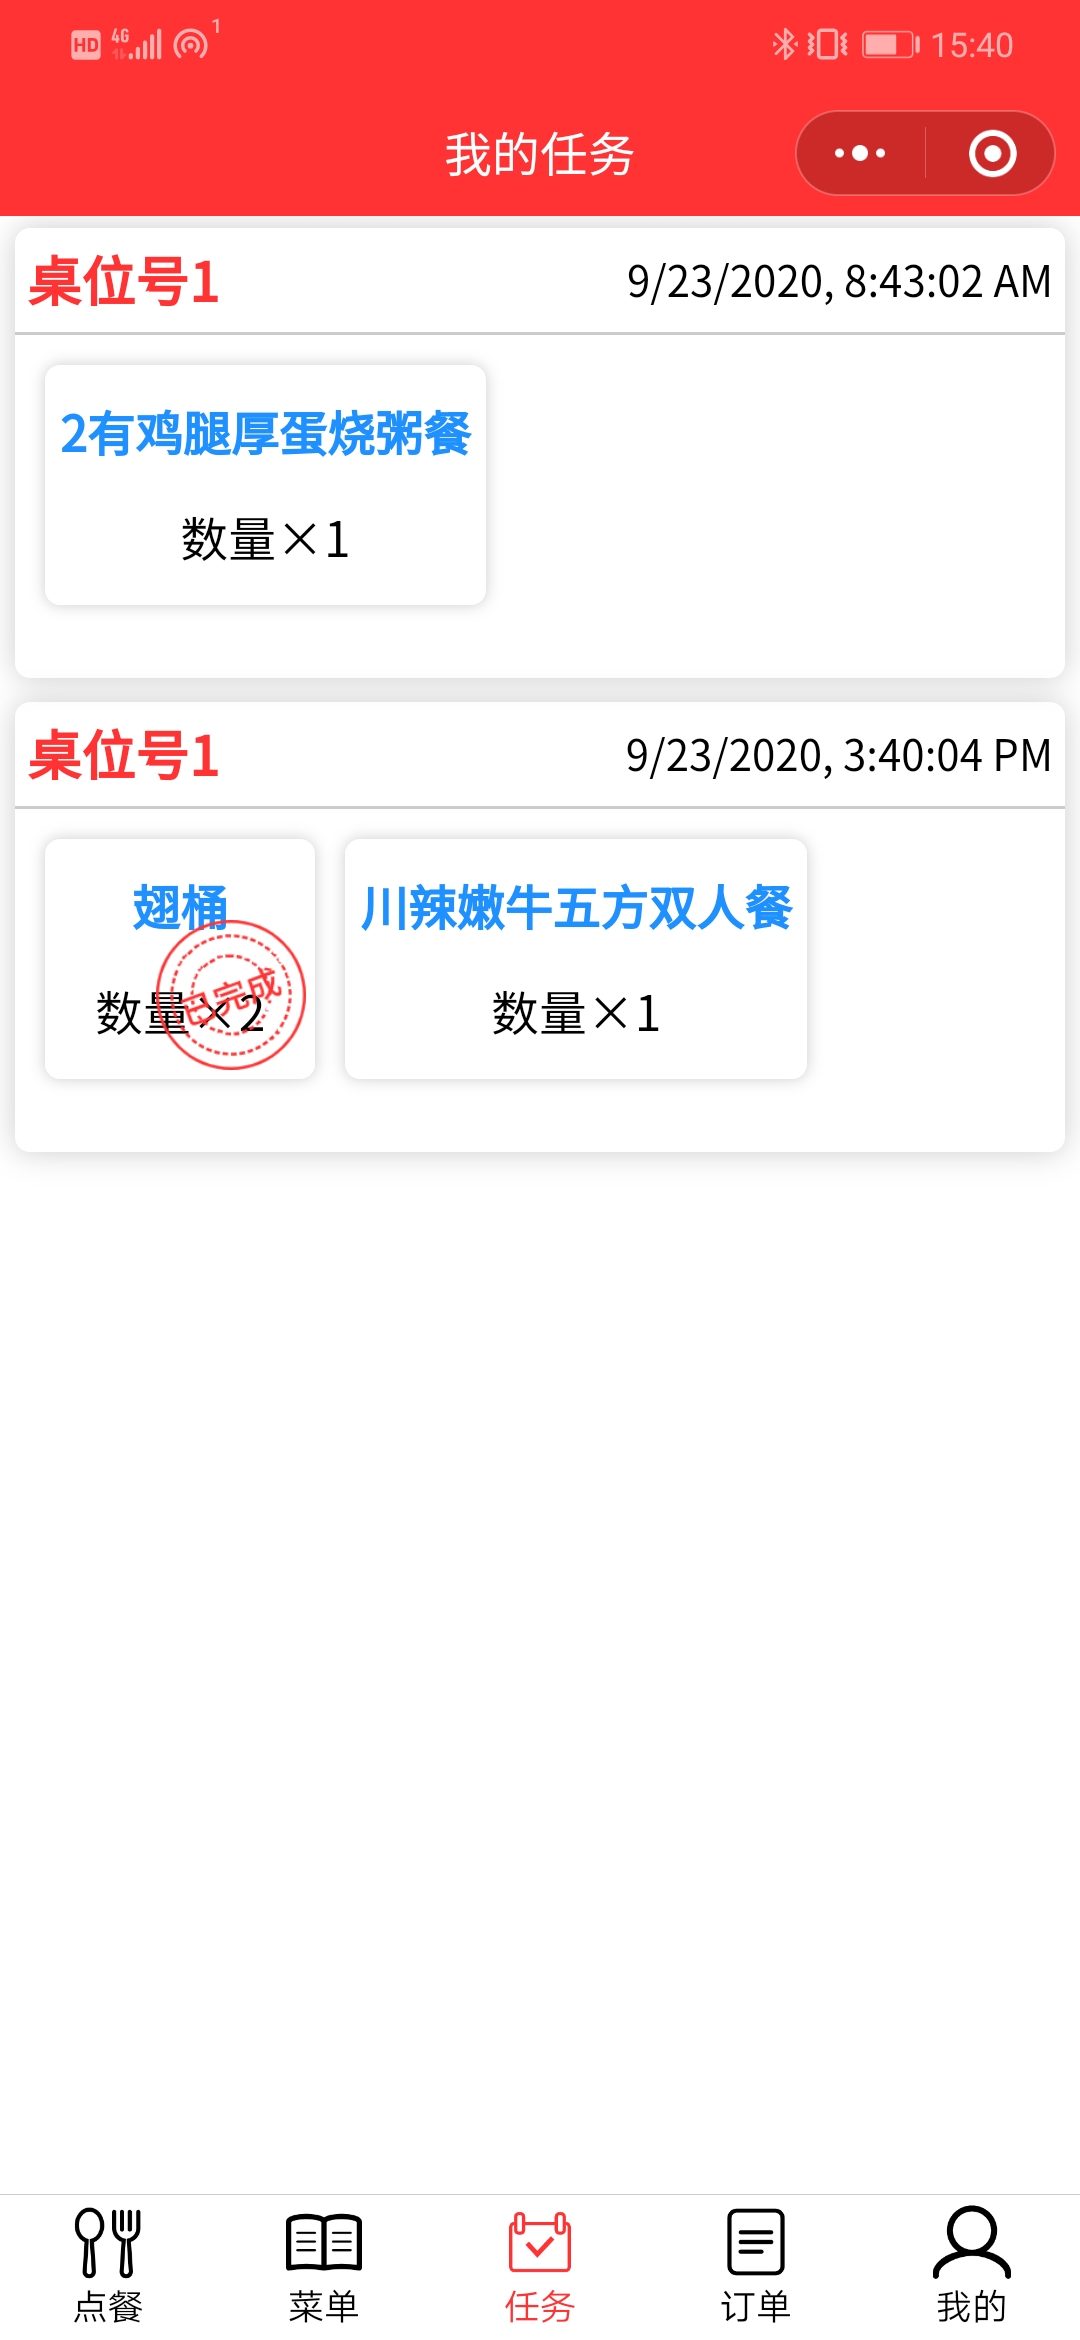 HD 4G 1 15:40
我的任务
桌位号1 9/23/2020, 8:43:02 AM
2有鸡腿厚蛋烧粥餐
数量×1
桌位号1 9/23/2020, 3:40:04 PM
翅桶 川辣嫩牛五方双人餐
数量×2 数量×1
已完成
点餐 菜单 任务 订单 我的